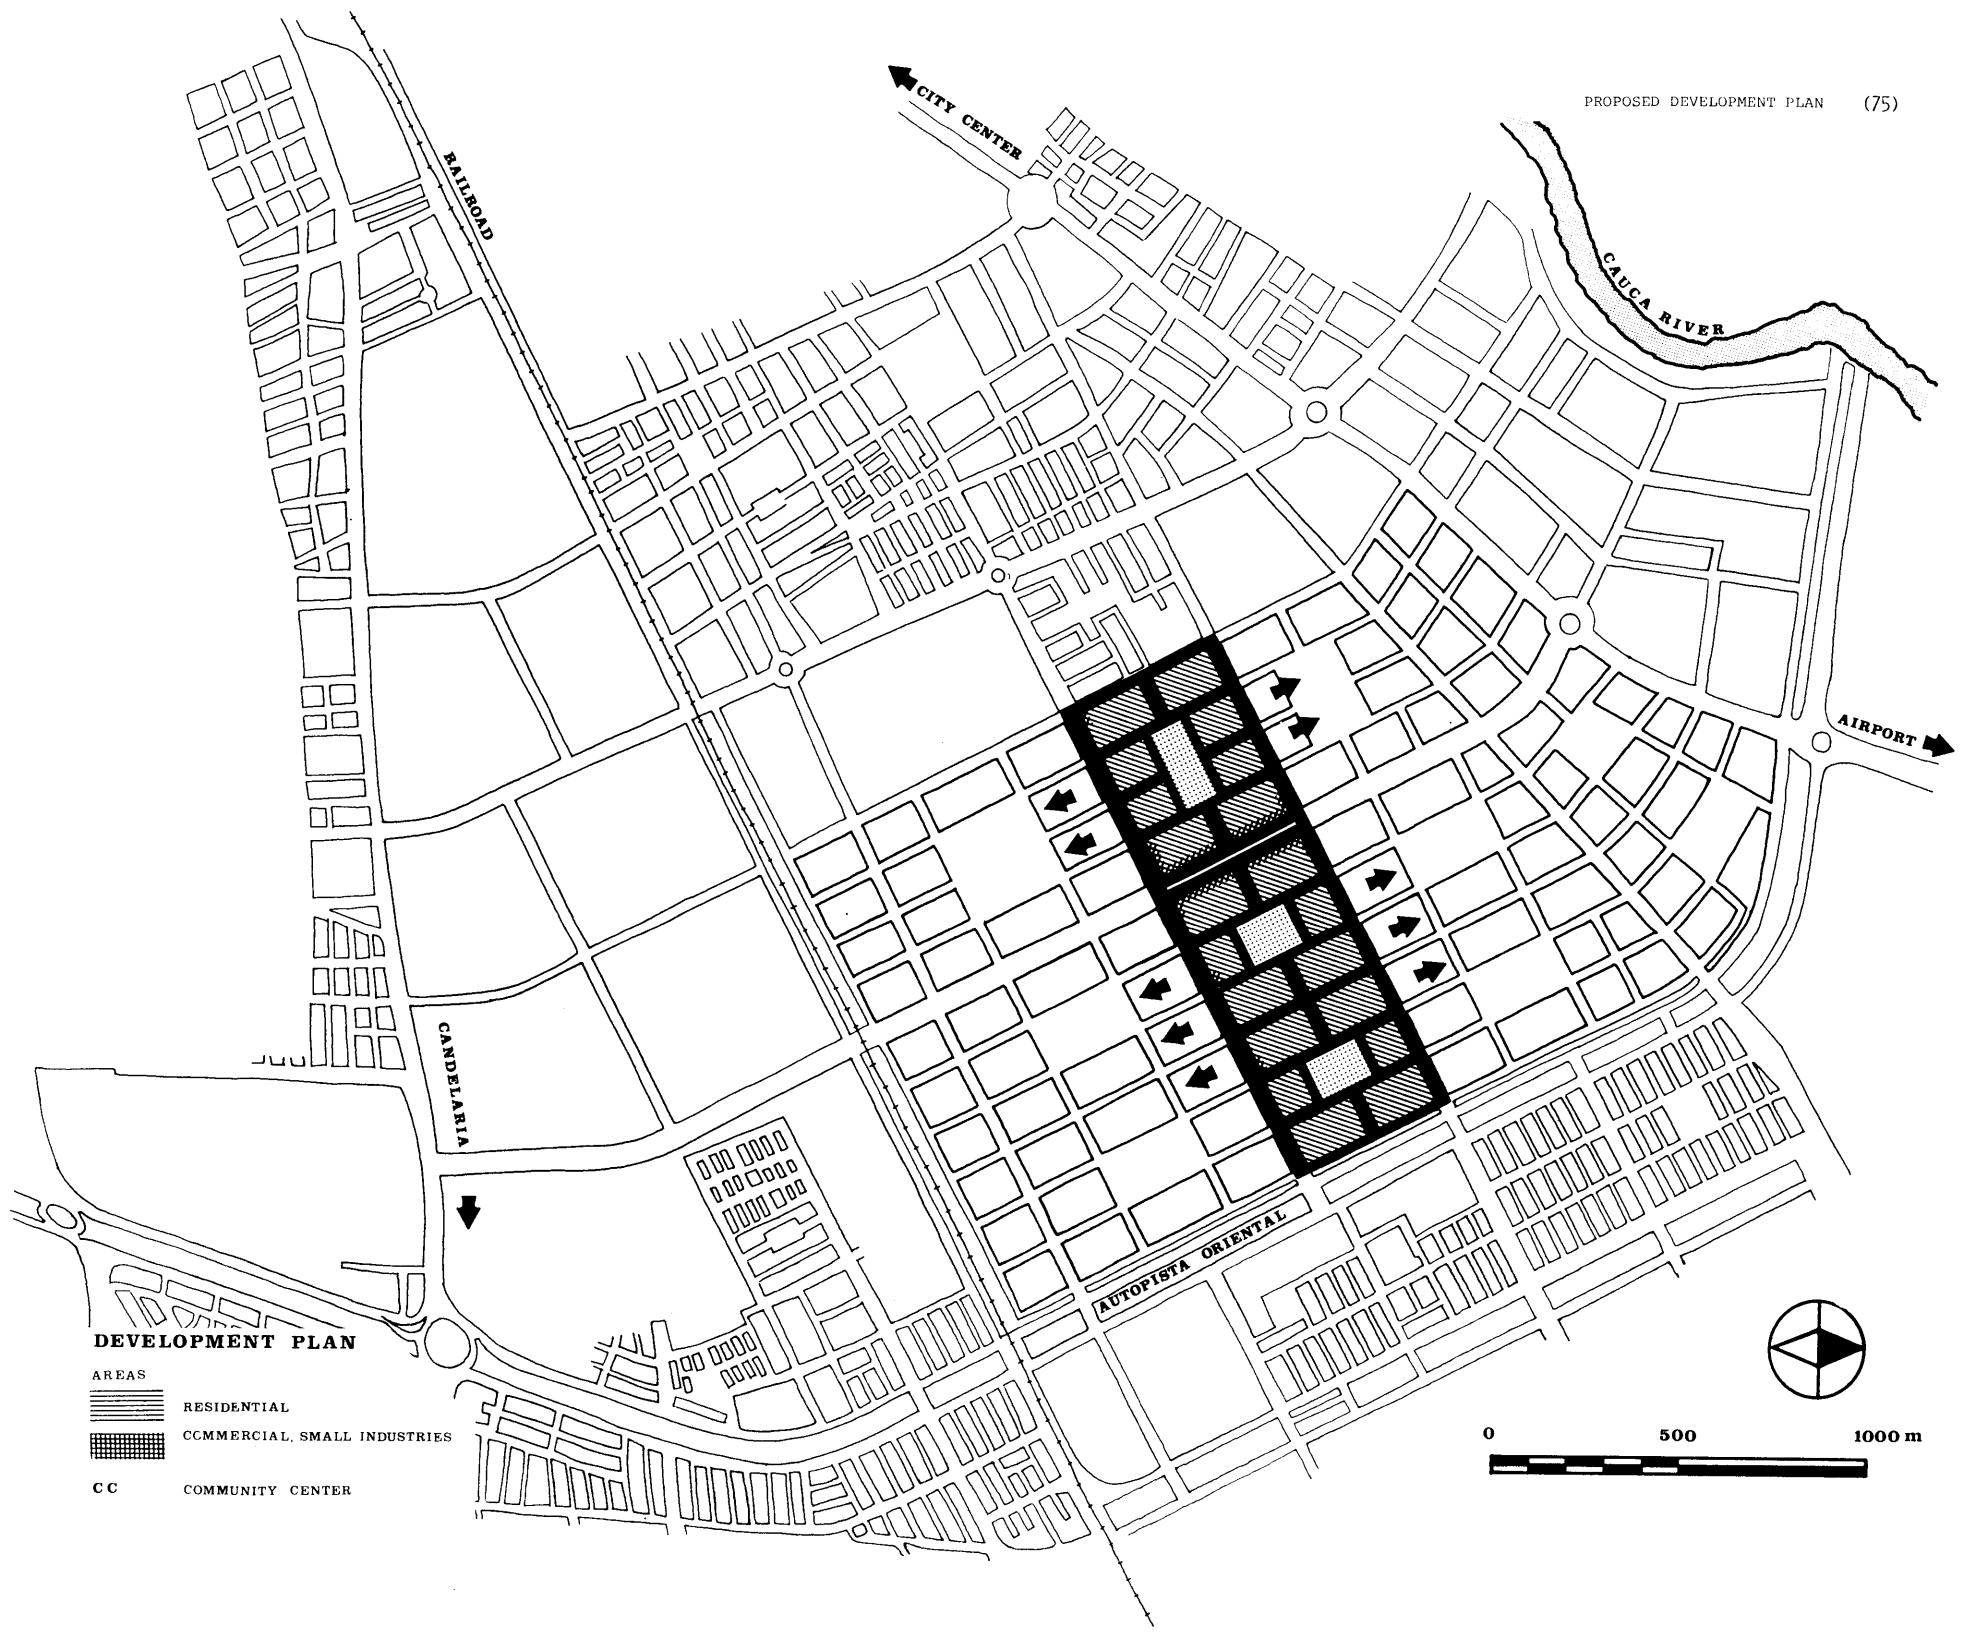 PROPOSED DEVELOPMENT PLAN (75)
CITY CENTER
RAILROAD
CAUCA RIVER
AIRPORT
CANDELARIA
AUTOPISTA ORIENTAL
DEVELOPMENT PLAN
AREAS
RESIDENTIAL
CCMMERCIAL, SMALL INDUSTRIES
CC COMMUNITY CENTER
0 500 1000 m